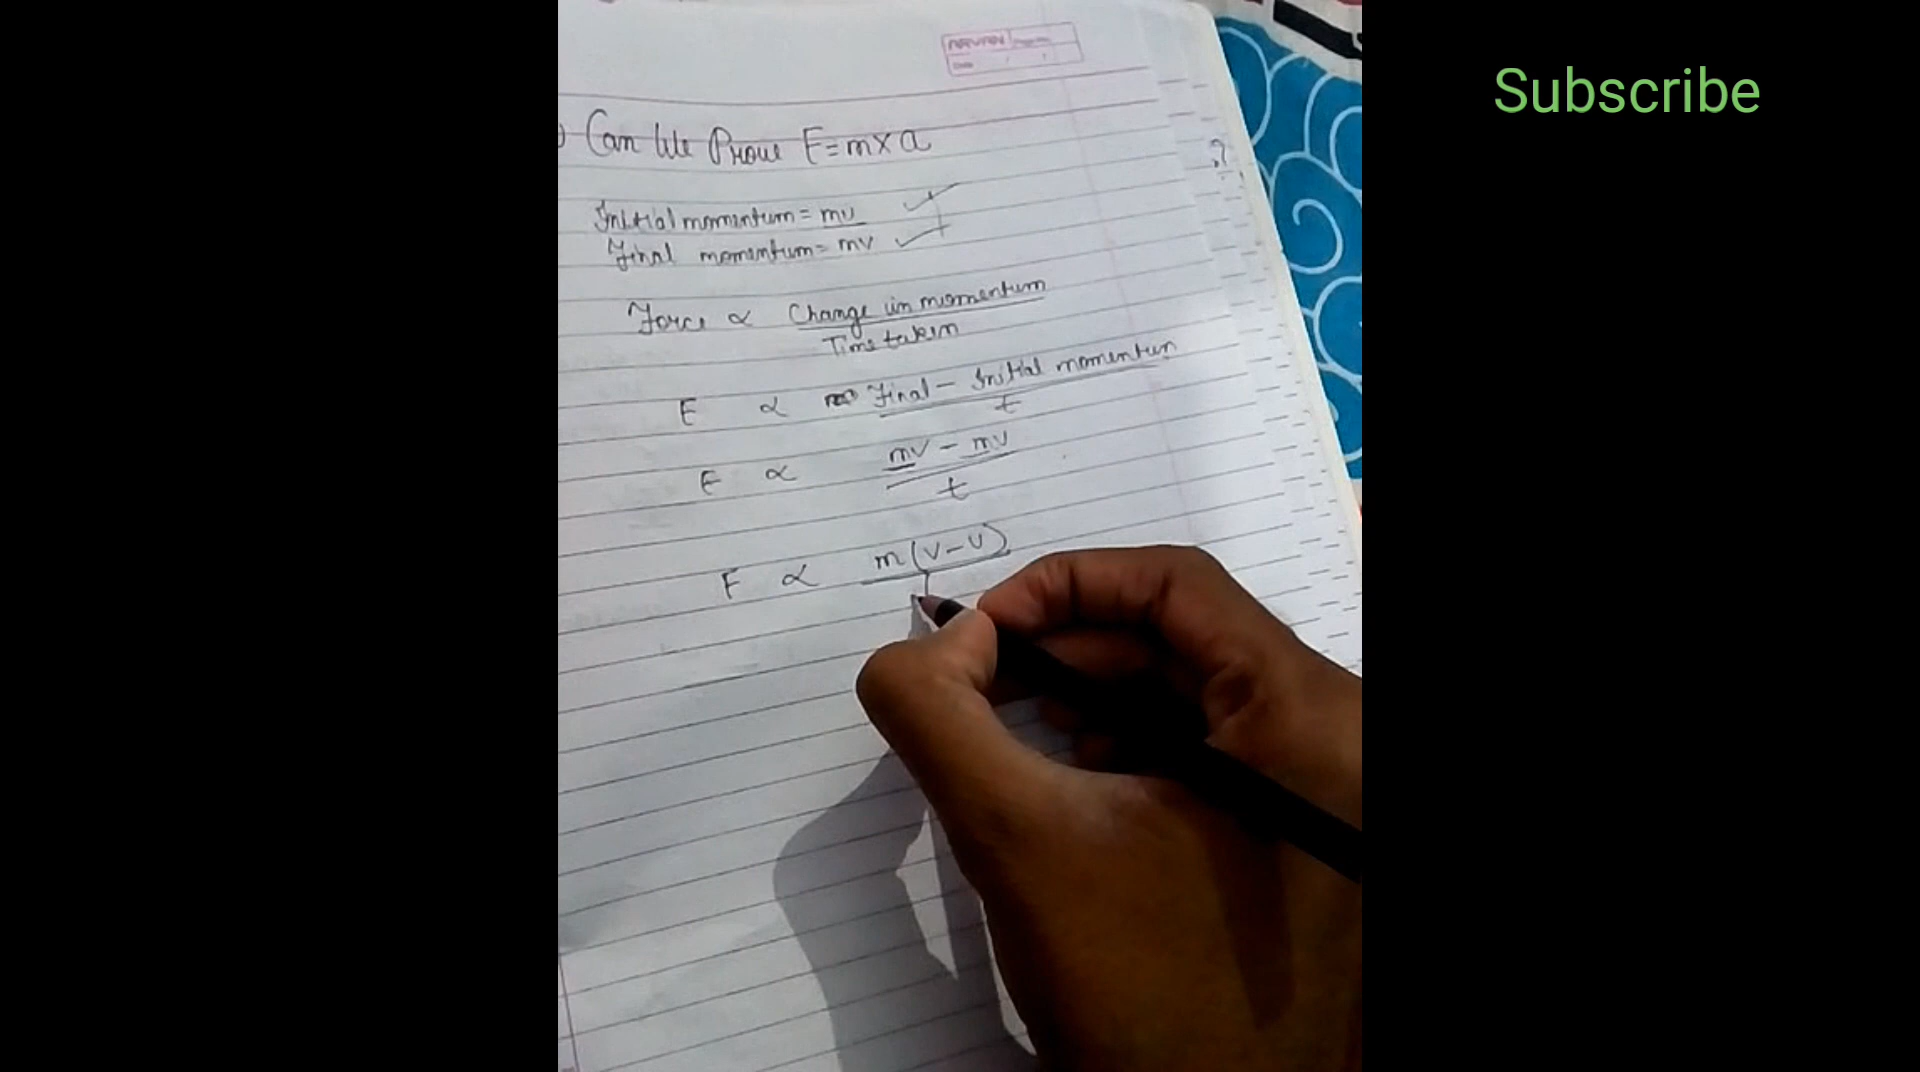 Subscribe
Can We Prove F=m×a
?
Initial momentum = mu
Final momentum = mv
Force ∝ Change in momentum
Time taken
F ∝ Final - Initial momentum
t
F ∝ mv - mu
t
F ∝ m(v-u)
Date